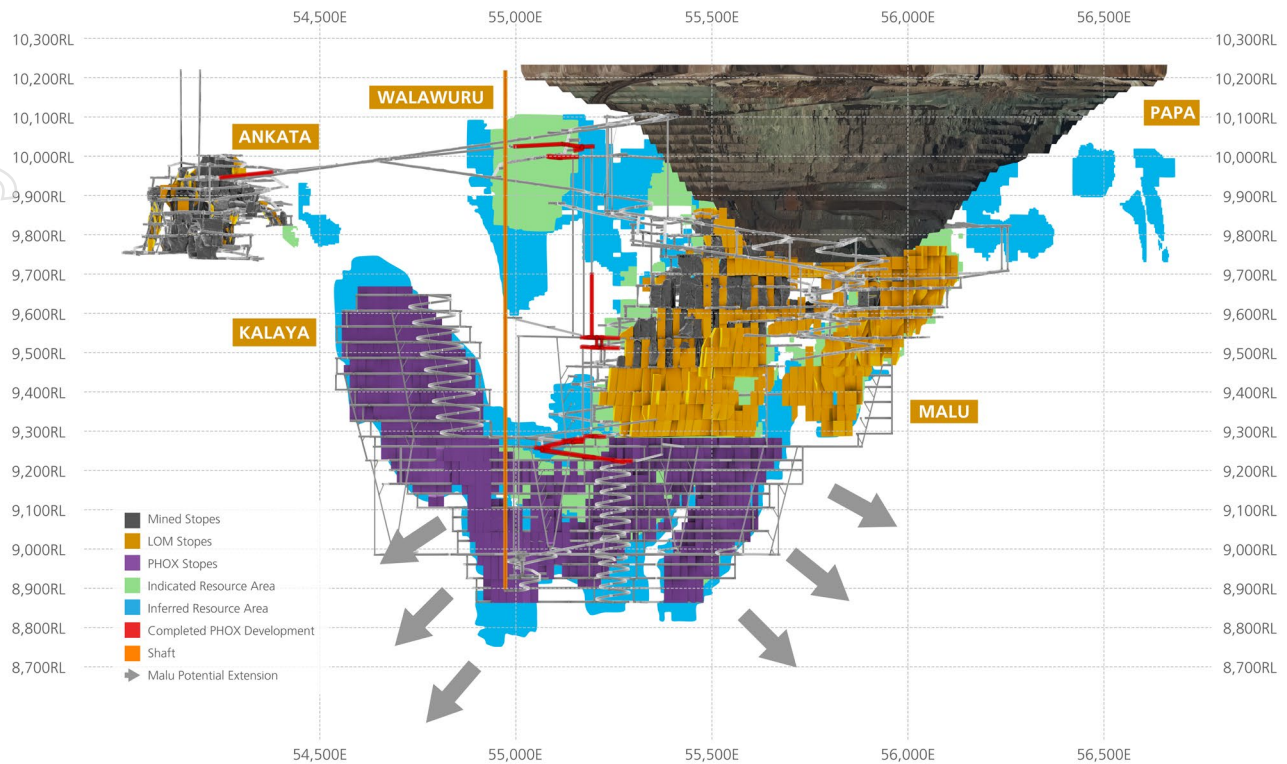 54,500E 55,000E 55,500E 56,000E 56,500E
10,300RL 10,300RL
10,200RL 10,200RL
WALAWURU
PAPA
10,100RL 10,100RL
ANKATA
10,000RL 10,000RL
9,900RL 9,900RL
9,800RL 9,800RL
9,700RL 9,700RL
9,600RL 9,600RL
KALAYA
9,500RL 9,500RL
9,400RL 9,400RL
MALU
9,300RL 9,300RL
9,200RL 9,200RL
9,100RL 9,100RL
9,000RL 9,000RL
8,900RL 8,900RL
8,800RL 8,800RL
8,700RL 8,700RL
Mined Stopes
LOM Stopes
PHOX Stopes
Indicated Resource Area
Inferred Resource Area
Completed PHOX Development
Shaft
Malu Potential Extension
54,500E 55,000E 55,500E 56,000E 56,500E